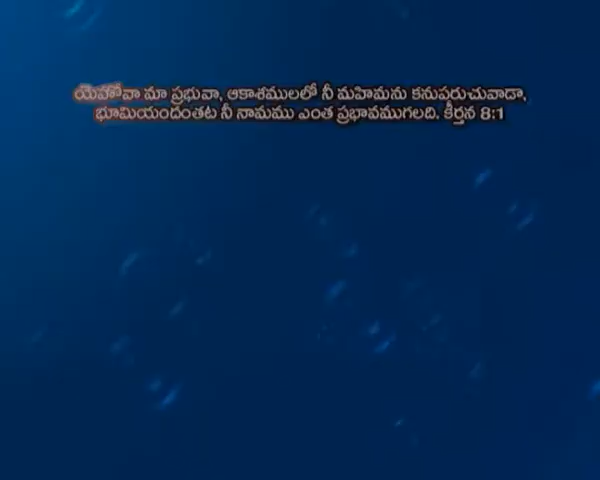 యెహోవా మా ప్రభువా, ఆకాశములలో నీ మహిమను కనుపరుచువాడా,
భూమియందంతట నీ నామము ఎంత ప్రభావముగలది. కీర్తన 8:1